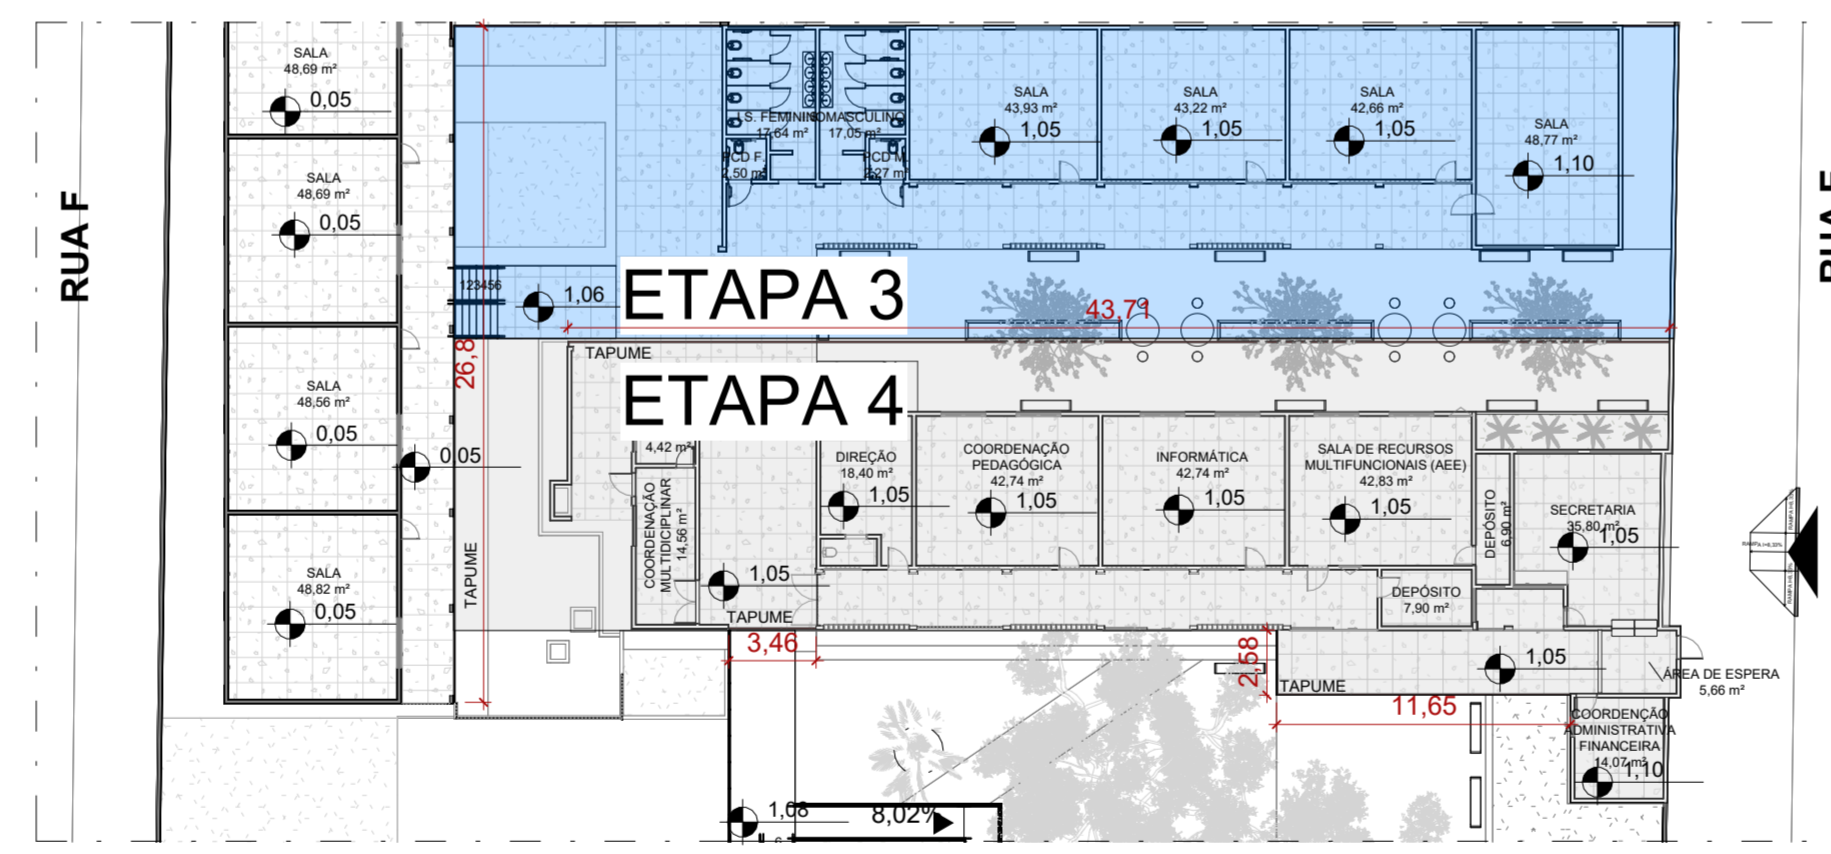 RUA F
SALA
48,69 m²
0,05
SALA
48,69 m²
0,05
SALA
48,56 m²
0,05
0,05
SALA
48,82 m²
0,05
I.S. FEMININO
17,64 m²
MASCULINO
17,05 m²
PCD F.
2,50 m²
PCD M.
2,27 m²
SALA
43,93 m²
1,05
SALA
43,22 m²
1,05
SALA
42,66 m²
1,05
SALA
48,77 m²
1,10
123456
1,06
ETAPA 3
43,71
26,8
TAPUME
ETAPA 4
4,42 m²
COORDENAÇÃO
MULTIDICIPLINAR
14,56 m²
TAPUME
1,05
TAPUME
DIREÇÃO
18,40 m²
1,05
COORDENAÇÃO
PEDAGÓGICA
42,74 m²
1,05
INFORMÁTICA
42,74 m²
1,05
SALA DE RECURSOS
MULTIFUNCIONAIS (AEE)
42,83 m²
1,05
DEPÓSITO
6,90 m²
SECRETARIA
35,80 m²
1,05
DEPÓSITO
7,90 m²
3,46
2,58
1,05
TAPUME
ÁREA DE ESPERA
5,66 m²
11,65
COORDENÇÃO
ADMINISTRATIVA
FINANCEIRA
14,07 m²
1,10
1,08
8,02%